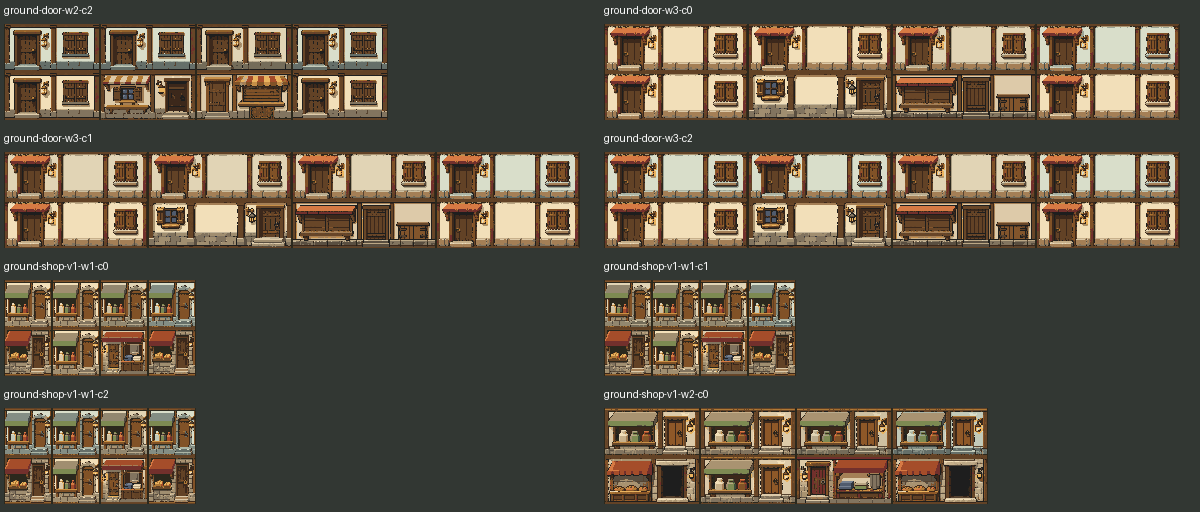 ground-door-w2-c2
ground-door-w3-c0
ground-door-w3-c1
ground-door-w3-c2
ground-shop-v1-w1-c0
ground-shop-v1-w1-c1
ground-shop-v1-w1-c2
ground-shop-v1-w2-c0